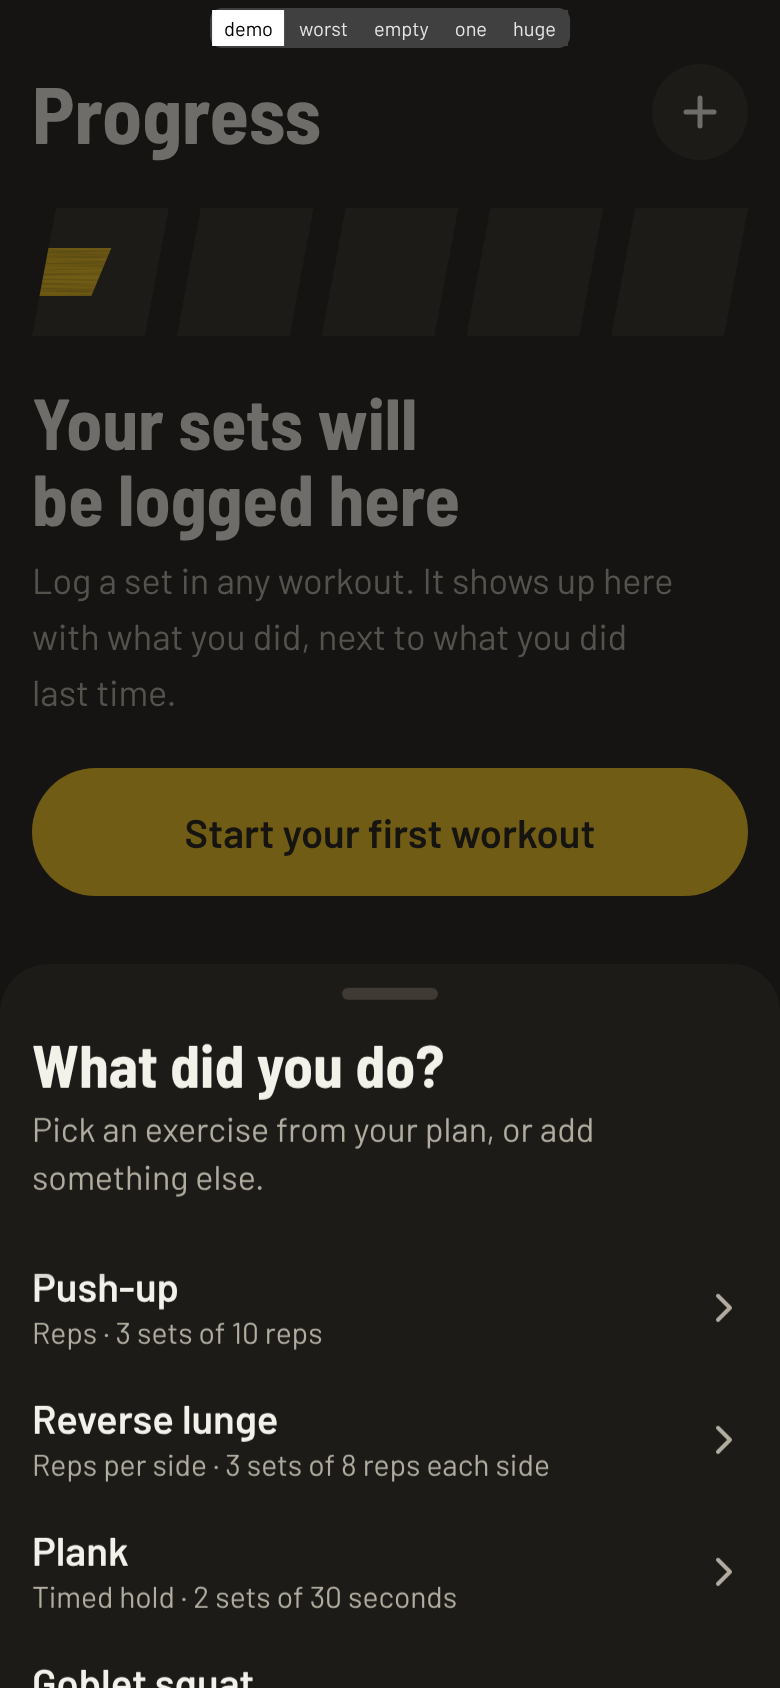 demo worst empty one huge
Progress
Your sets will
be logged here
Log a set in any workout. It shows up here
with what you did, next to what you did
last time.
Start your first workout
What did you do?
Pick an exercise from your plan, or add
something else.
Push-up
Reps · 3 sets of 10 reps
Reverse lunge
Reps per side · 3 sets of 8 reps each side
Plank
Timed hold · 2 sets of 30 seconds
Goblet squat